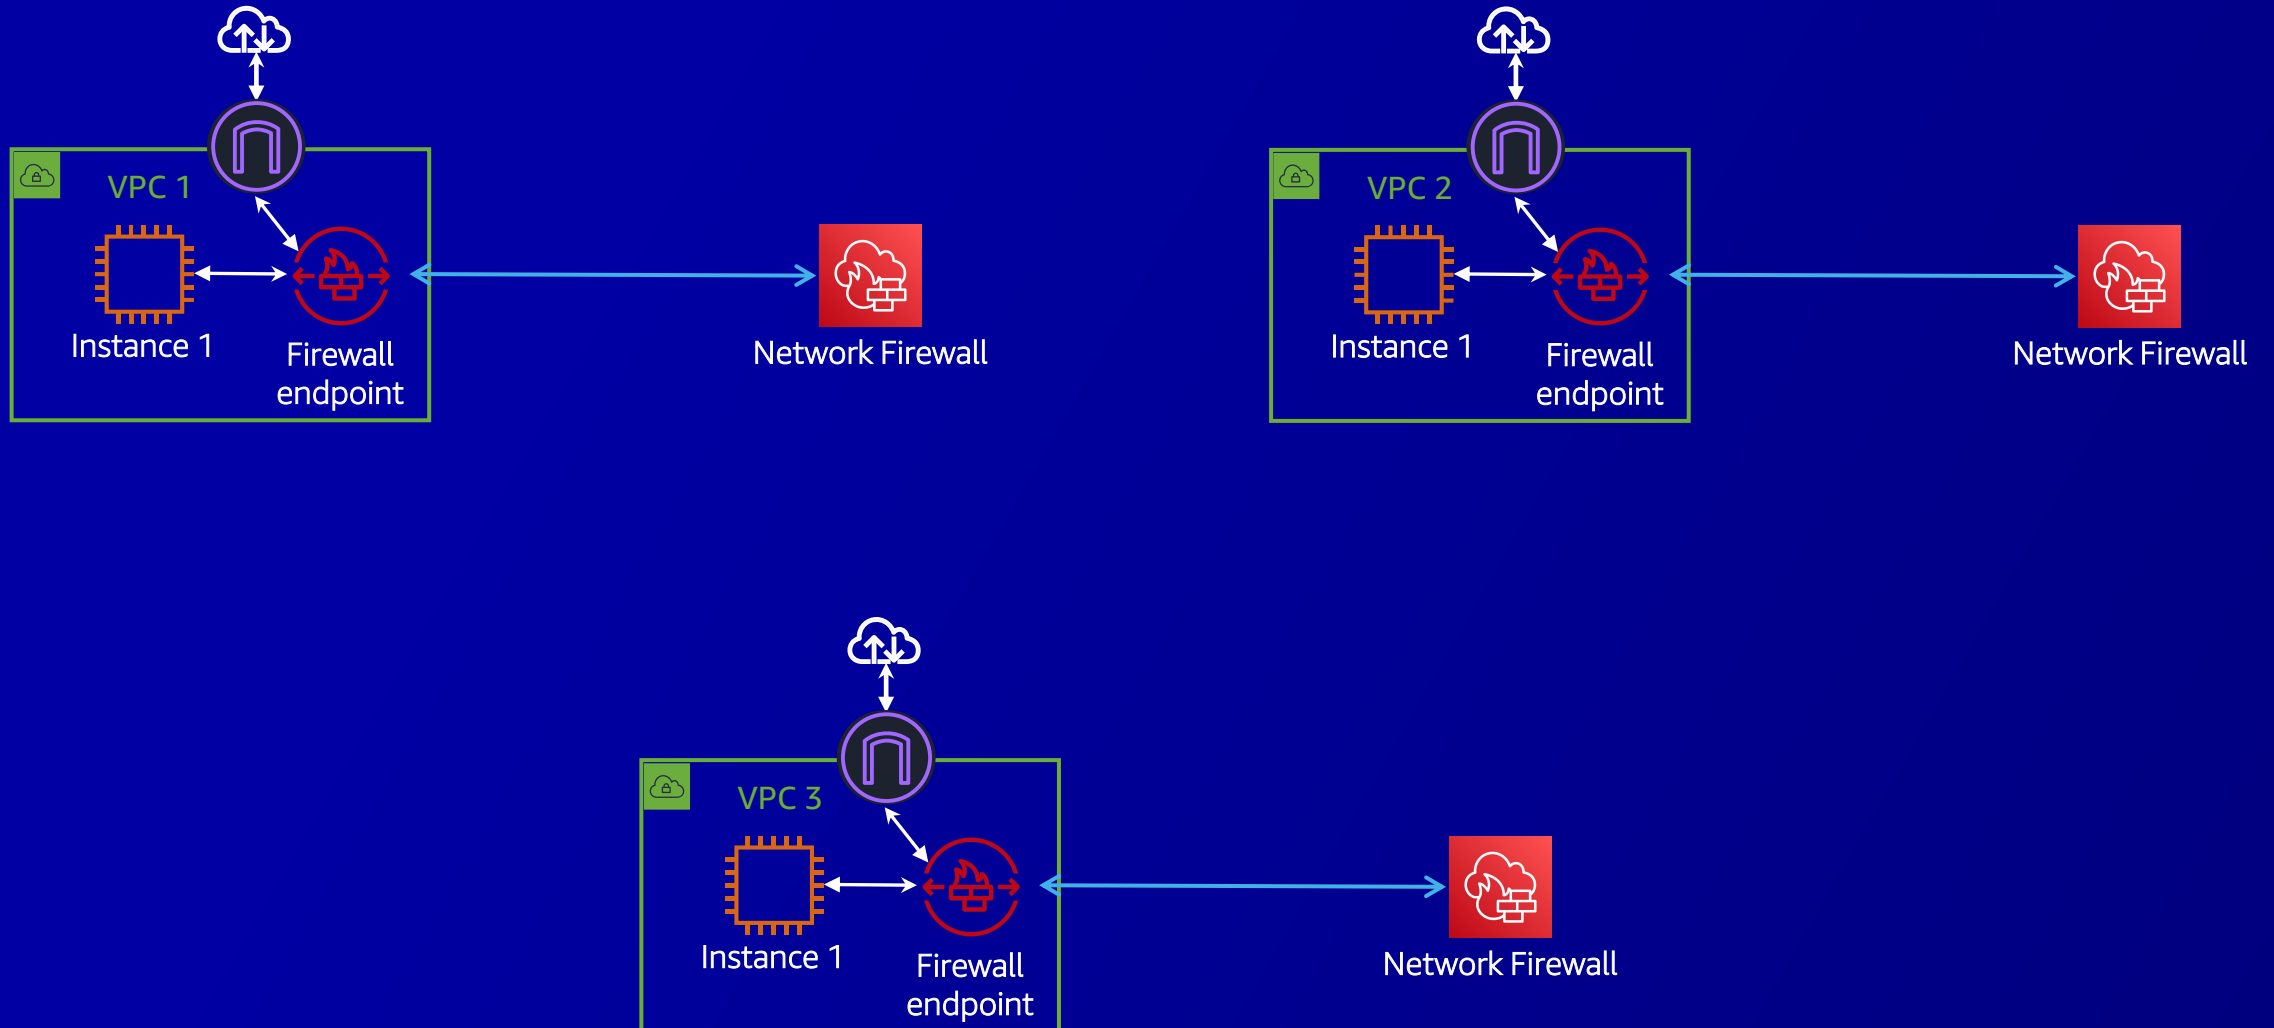 VPC 1
Instance 1
Firewall
endpoint
Network Firewall
VPC 2
Instance 1
Firewall
endpoint
Network Firewall
VPC 3
Instance 1
Firewall
endpoint
Network Firewall